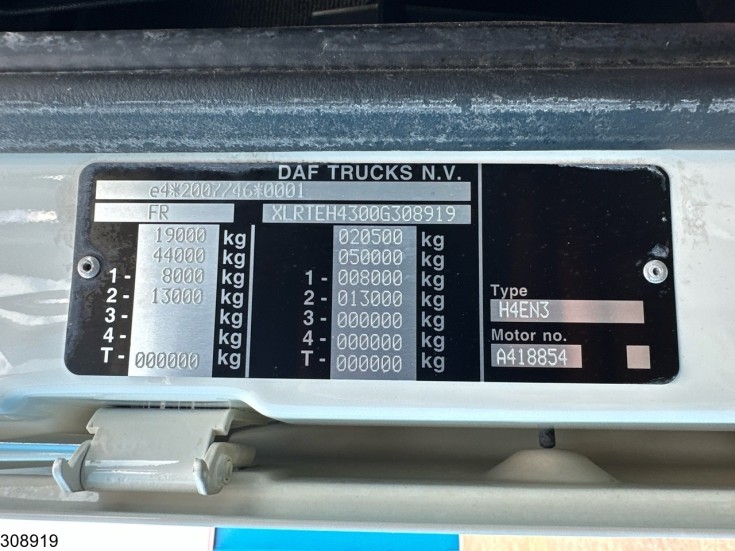 DAF TRUCKS N.V.
e4*2007/46*0001
FR XLRTEH4300G308919
19000 kg 020500 kg
44000 kg 050000 kg
1- 8000 kg 1- 008000 kg
2- 13000 kg 2- 013000 kg
3- kg 3- 000000 kg
4- kg 4- 000000 kg
T- 000000 kg T- 000000 kg
Type
H4EN3
Motor no.
A418854
308919